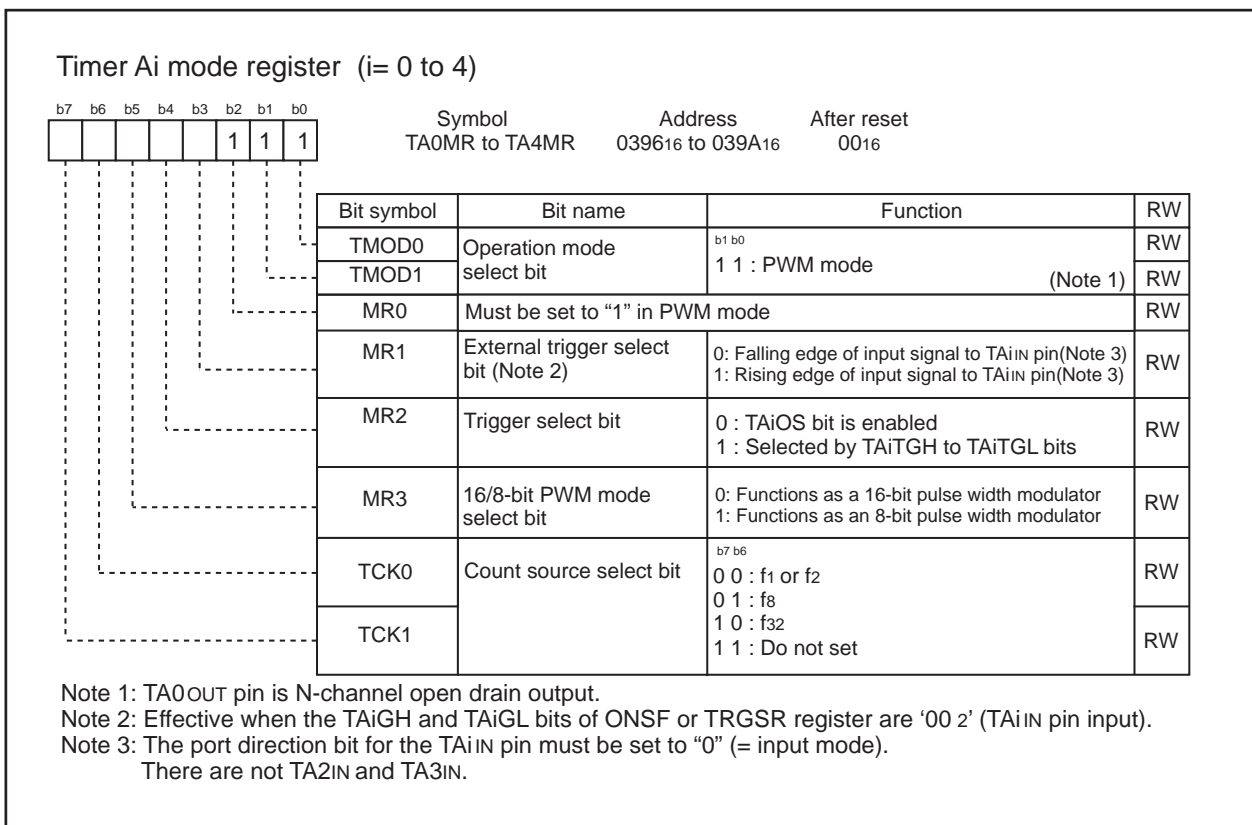 Timer Ai mode register (i= 0 to 4)
b7 b6 b5 b4 b3 b2 b1 b0
1 1 1
Symbol Address After reset
TA0MR to TA4MR 039616 to 039A16 0016
Bit symbol Bit name Function RW
TMOD0 Operation mode select bit b1 b0 RW
TMOD1 1 1 : PWM mode (Note 1) RW
MR0 Must be set to “1” in PWM mode RW
MR1 External trigger select bit (Note 2) 0: Falling edge of input signal to TAiIN pin(Note 3) RW
1: Rising edge of input signal to TAiIN pin(Note 3)
MR2 Trigger select bit 0 : TAiOS bit is enabled RW
1 : Selected by TAiTGH to TAiTGL bits
MR3 16/8-bit PWM mode select bit 0: Functions as a 16-bit pulse width modulator RW
1: Functions as an 8-bit pulse width modulator
b7 b6
TCK0 Count source select bit 0 0 : f1 or f2 RW
0 1 : f8
TCK1 1 0 : f32 RW
1 1 : Do not set
Note 1: TA0OUT pin is N-channel open drain output.
Note 2: Effective when the TAiGH and TAiGL bits of ONSF or TRGSR register are ‘00 2’ (TAiIN pin input).
Note 3: The port direction bit for the TAiIN pin must be set to “0” (= input mode).
There are not TA2IN and TA3IN.